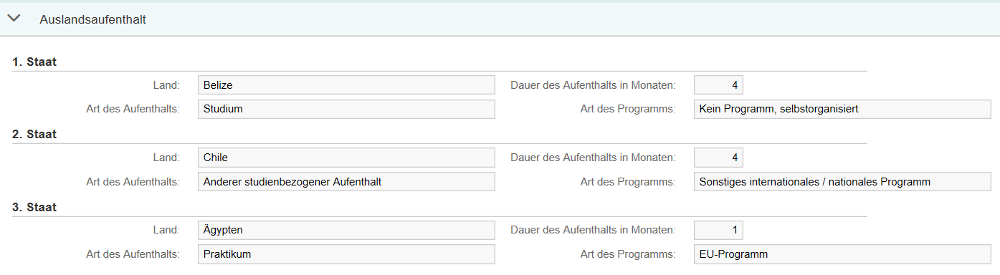 Auslandsaufenthalt
1. Staat
Land: Belize Dauer des Aufenthalts in Monaten: 4
Art des Aufenthalts: Studium Art des Programms: Kein Programm, selbstorganisiert
2. Staat
Land: Chile Dauer des Aufenthalts in Monaten: 4
Art des Aufenthalts: Anderer studienbezogener Aufenthalt Art des Programms: Sonstiges internationales / nationales Programm
3. Staat
Land: Ägypten Dauer des Aufenthalts in Monaten: 1
Art des Aufenthalts: Praktikum Art des Programms: EU-Programm